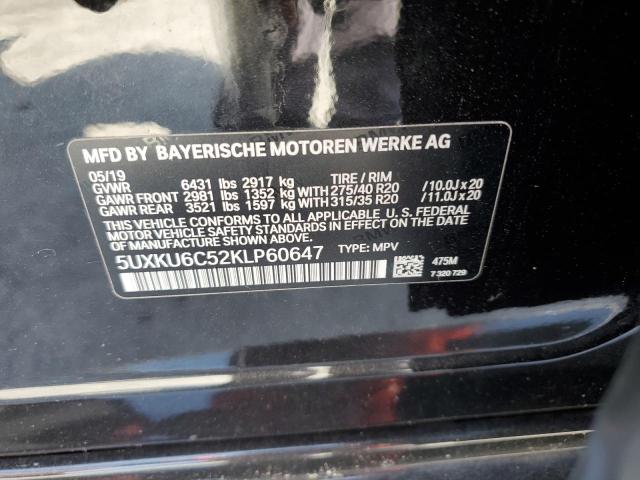 MFD BY BAYERISCHE MOTOREN WERKE AG
05/19 TIRE / RIM
GVWR 6431 lbs 2917 kg
GAWR FRONT 2981 lbs 1352 kg WITH 275/40 R20 /10.0J x 20
GAWR REAR 3521 lbs 1597 kg WITH 315/35 R20 /11.0J x 20
THIS VEHICLE CONFORMS TO ALL APPLICABLE U.S. FEDERAL
MOTOR VEHICLE SAFETY STANDARDS IN EFFECT ON THE DATE
OF MANUFACTURE SHOWN ABOVE.
5UXKU6C52KLP60647 TYPE: MPV 475M
7 320 729